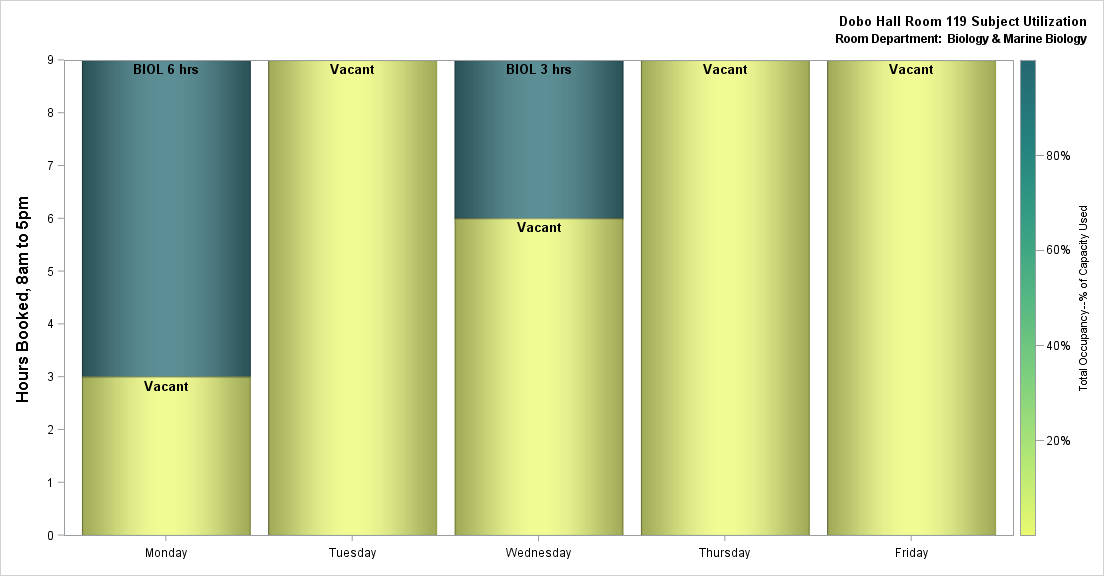 Dobo Hall Room 119 Subject Utilization
Room Department: Biology & Marine Biology
Hours Booked, 8am to 5pm
9
8
7
6
5
4
3
2
1
0
BIOL 6 hrs
Vacant
Vacant
BIOL 3 hrs
Vacant
Vacant
Vacant
Monday
Tuesday
Wednesday
Thursday
Friday
80%
60%
40%
20%
Total Occupancy--% of Capacity Used